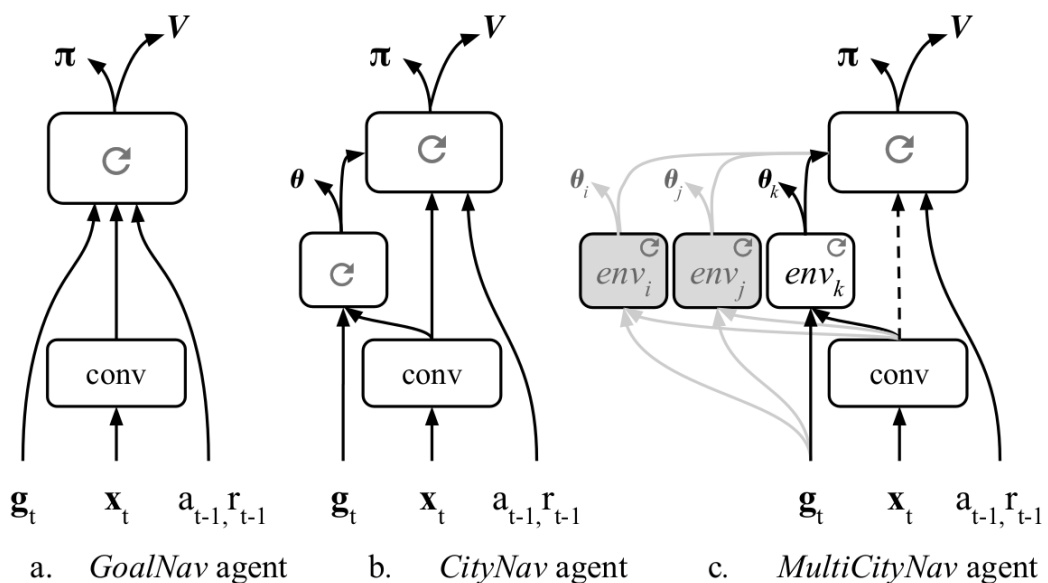 V V V
π π π
θ θi θj θk
envi envj envk
conv conv conv
gt xt at-1, rt-1 gt xt at-1, rt-1 gt xt at-1, rt-1
a. GoalNav agent b. CityNav agent c. MultiCityNav agent